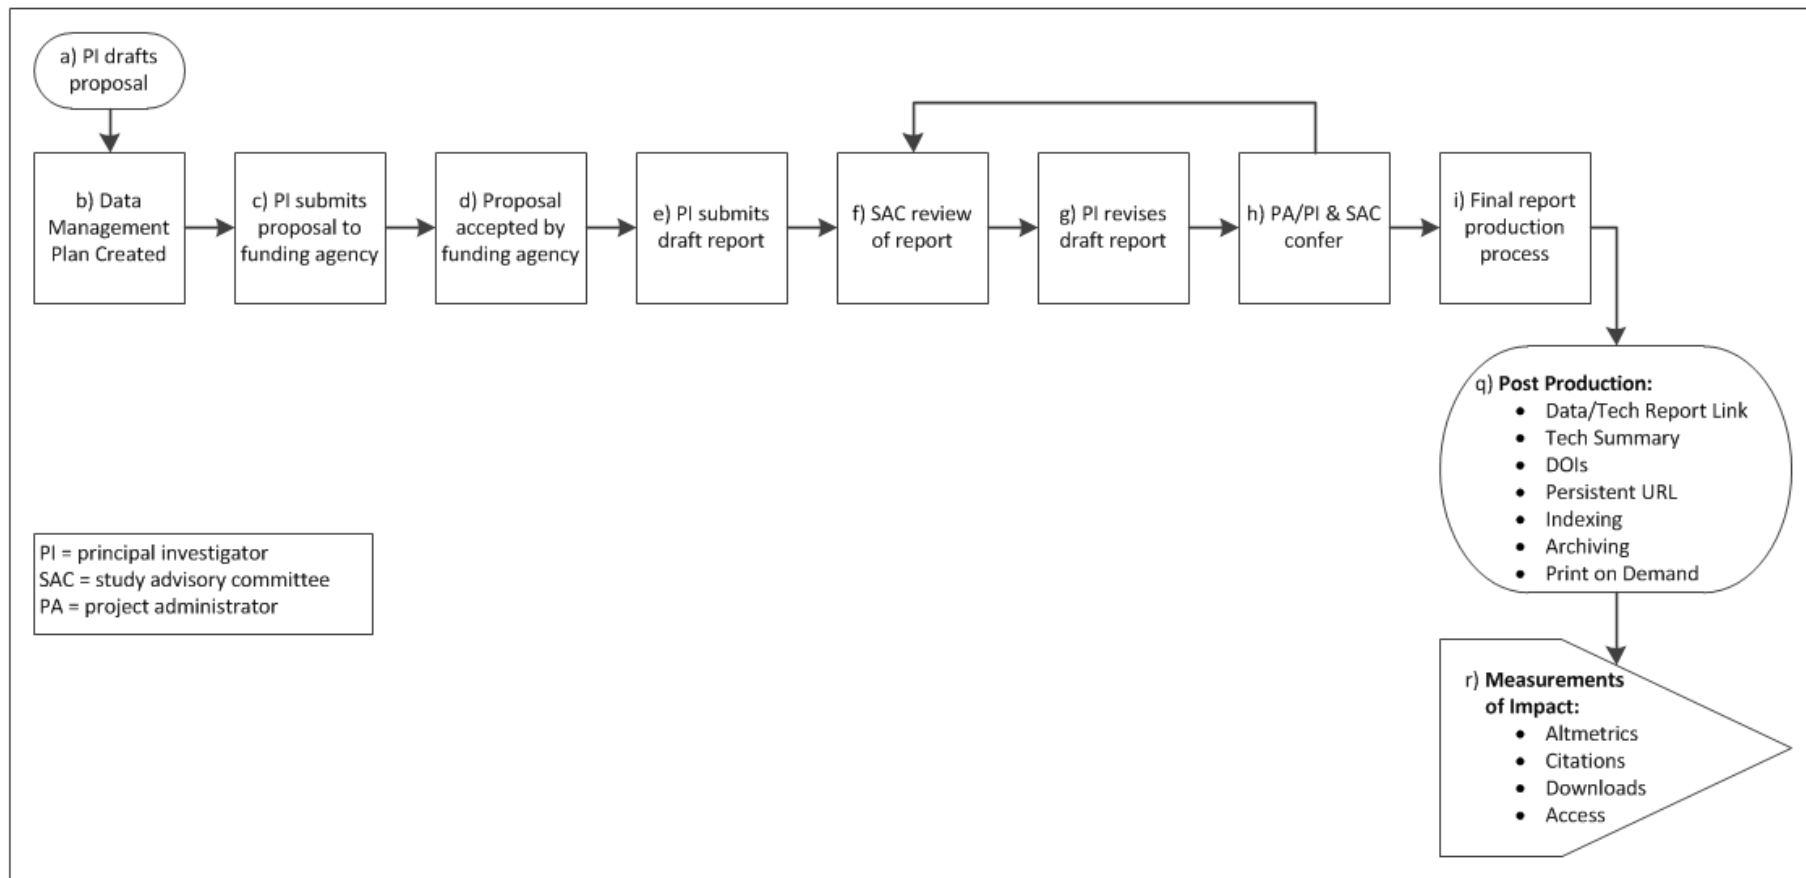 a) PI drafts
proposal
b) Data
Management
Plan Created
c) PI submits
proposal to
funding agency
d) Proposal
accepted by
funding agency
e) PI submits
draft report
f) SAC review
of report
g) PI revises
draft report
h) PA/PI & SAC
confer
i) Final report
production
process
q) Post Production:
• Data/Tech Report Link
• Tech Summary
• DOIs
• Persistent URL
• Indexing
• Archiving
• Print on Demand
PI = principal investigator
SAC = study advisory committee
PA = project administrator
r) Measurements
of Impact:
• Altmetrics
• Citations
• Downloads
• Access